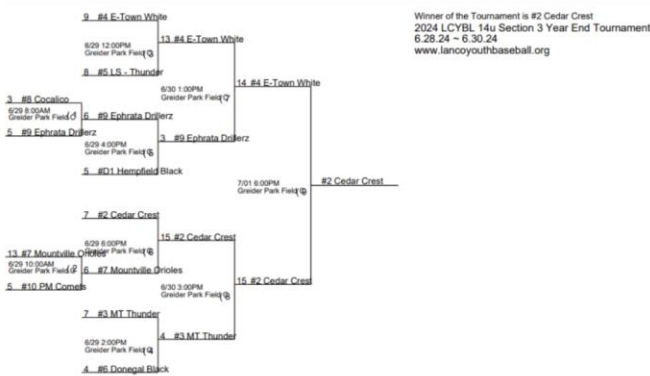 Winner of the Tournament is #2 Cedar Crest
2024 LCYBL 14u Section 3 Year End Tournament
6.28.24 ~ 6.30.24
www.lancoyouthbaseball.org
9 #4 E-Town White
13 #4 E-Town White
6/29 12:00PM
Greider Park Field
8 #5 LS - Thunder
14 #4 E-Town White
6/30 1:00PM
Greider Park Field
3 #8 Cocalico
6/29 8:00AM
Greider Park Field
6 #9 Ephrata Drillerz
5 #9 Ephrata Drillerz
3 #9 Ephrata Drillerz
6/29 4:00PM
Greider Park Field
5 #D1 Hempfield Black
7/01 6:00PM
Greider Park Field
#2 Cedar Crest
7 #2 Cedar Crest
15 #2 Cedar Crest
6/29 6:00PM
Greider Park Field
13 #7 Mountville Orioles
6/29 10:00AM
Greider Park Field
6 #7 Mountville Orioles
5 #10 PM Comets
15 #2 Cedar Crest
6/30 3:00PM
Greider Park Field
7 #3 MT Thunder
4 #3 MT Thunder
6/29 2:00PM
Greider Park Field
4 #6 Donegal Black